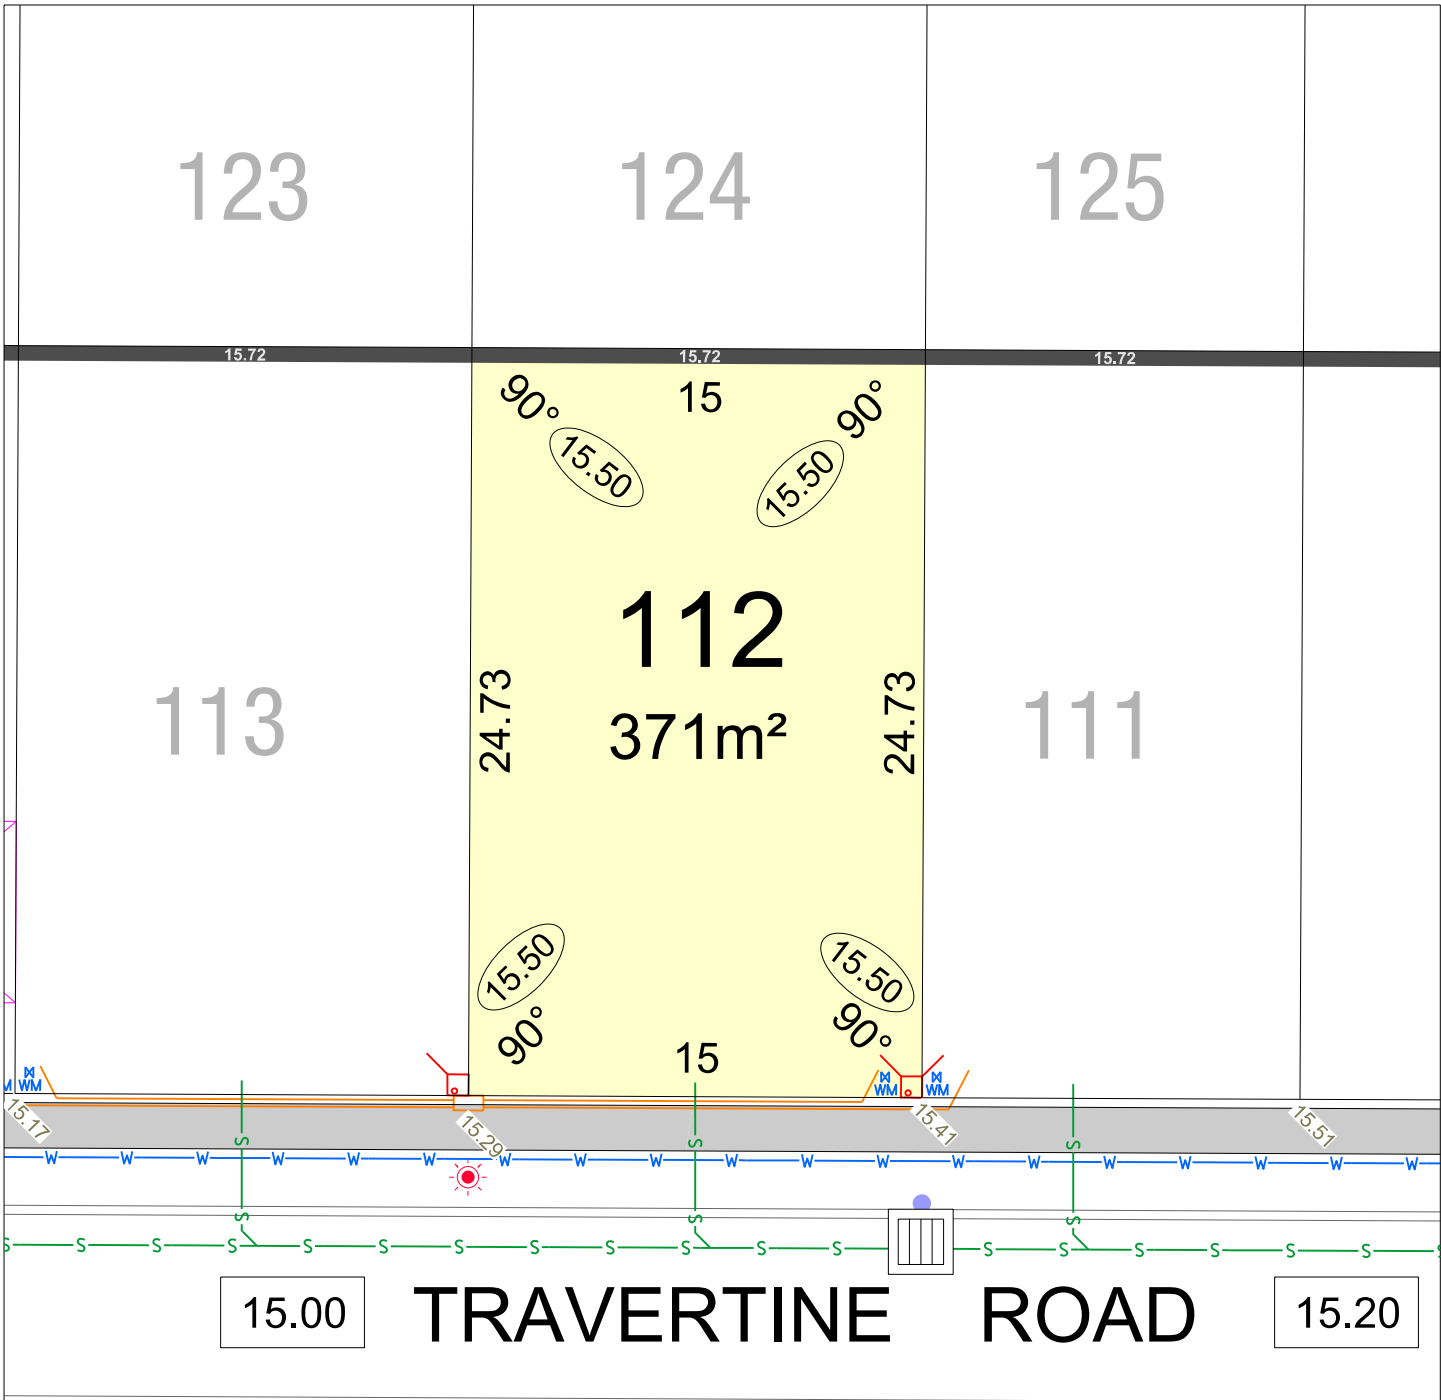 123
124
125
15.72
15.72
15.72
90°
15
90°
15.50
15.50
112
24.73
24.73
113
371m²
111
15.50
15.50
90°
90°
15
WM
WM
WM
M
15.17
15.29
15.41
15.51
S
S
S
W W W W W W W W W W W W W W W W W W W
S
S
S
S S S S S S S S S S S S S S S S S S S
15.00
TRAVERTINE ROAD
15.20